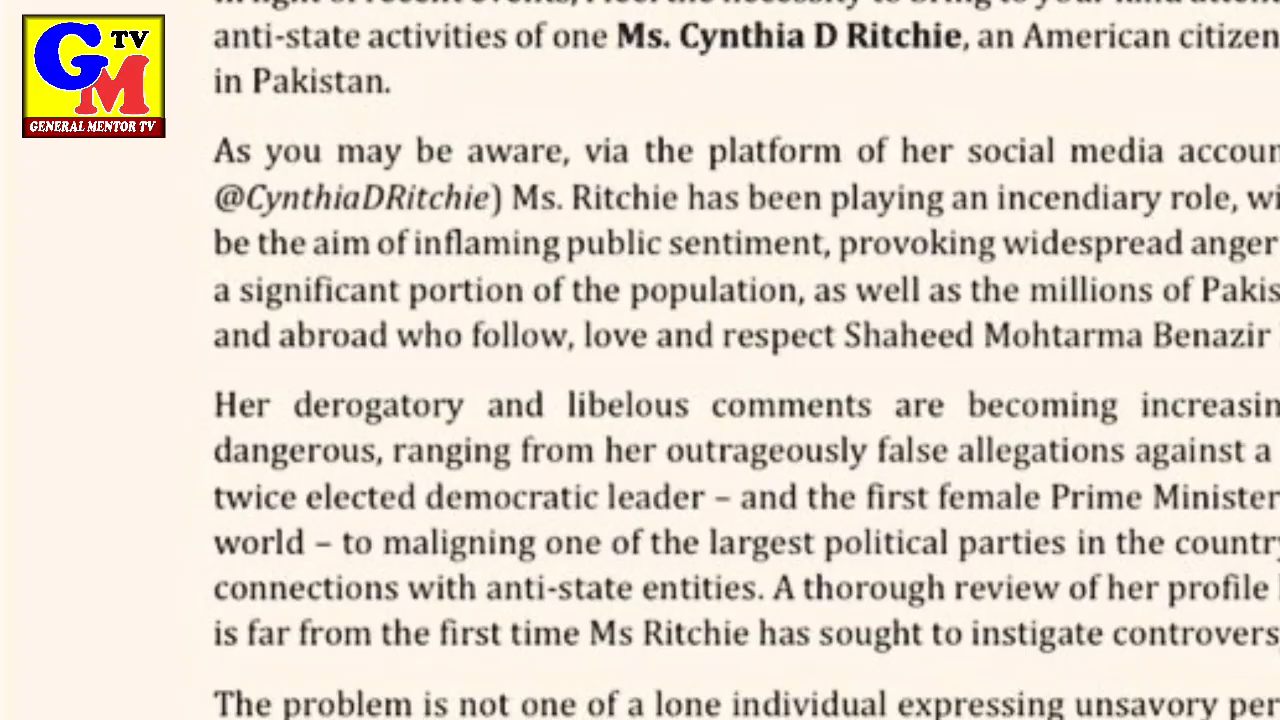 GM TV
GENERAL MENTOR TV
anti-state activities of one Ms. Cynthia D Ritchie, an American citizen
in Pakistan.
As you may be aware, via the platform of her social media
@CynthiaDRitchie) Ms. Ritchie has been playing an incendiary role,
be the aim of inflaming public sentiment, provoking widespread anger
a significant portion of the population, as well as the millions of
and abroad who follow, love and respect Shaheed Mohtarma Benazir
Her derogatory and libelous comments are becoming
dangerous, ranging from her outrageously false allegations against a
twice elected democratic leader – and the first female Prime Minister
world – to maligning one of the largest political parties in the
connections with anti-state entities. A thorough review of her profile
is far from the first time Ms Ritchie has sought to instigate
The problem is not one of a lone individual expressing unsavory